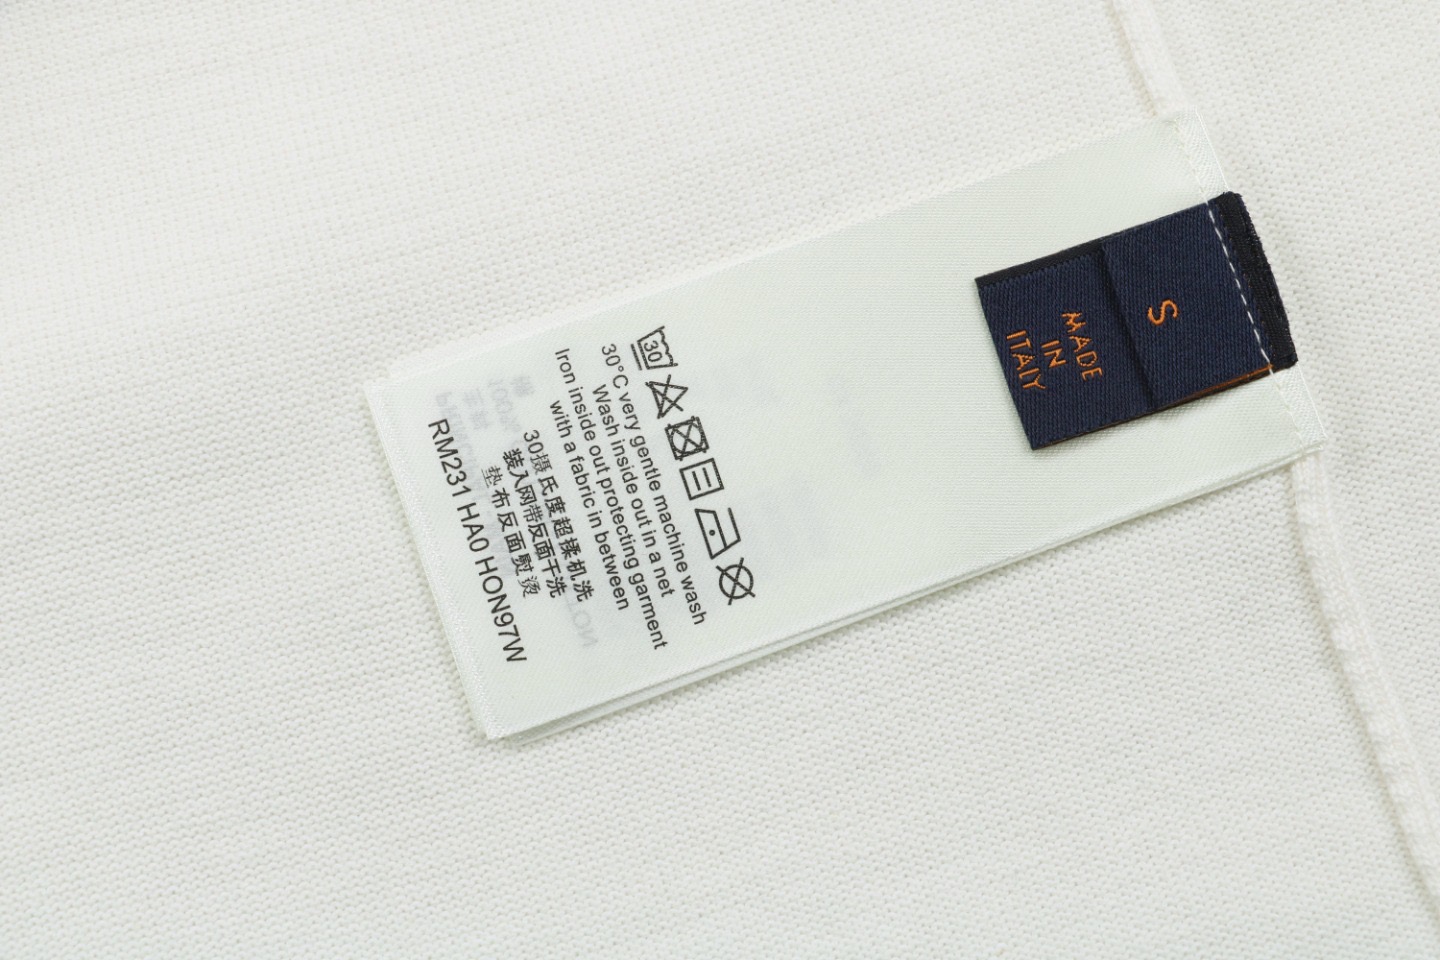 S
MADE
IN
ITALY
30
30°C very gentle machine wash
Wash inside out in a net
Iron inside out protecting garment
with a fabric in between
30摄氏度超揉机洗
装入网带反面干洗
垫布反面熨烫
RM231 HA0 HON97W